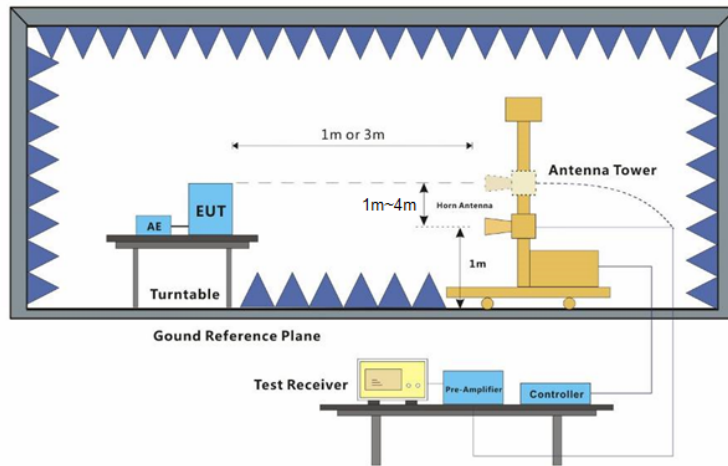 1m or 3m
Antenna Tower
1m~4m
Horn Antenna
EUT
AE
1m
Turntable
Gound Reference Plane
Test Receiver
Pre-Amplifier
Controller